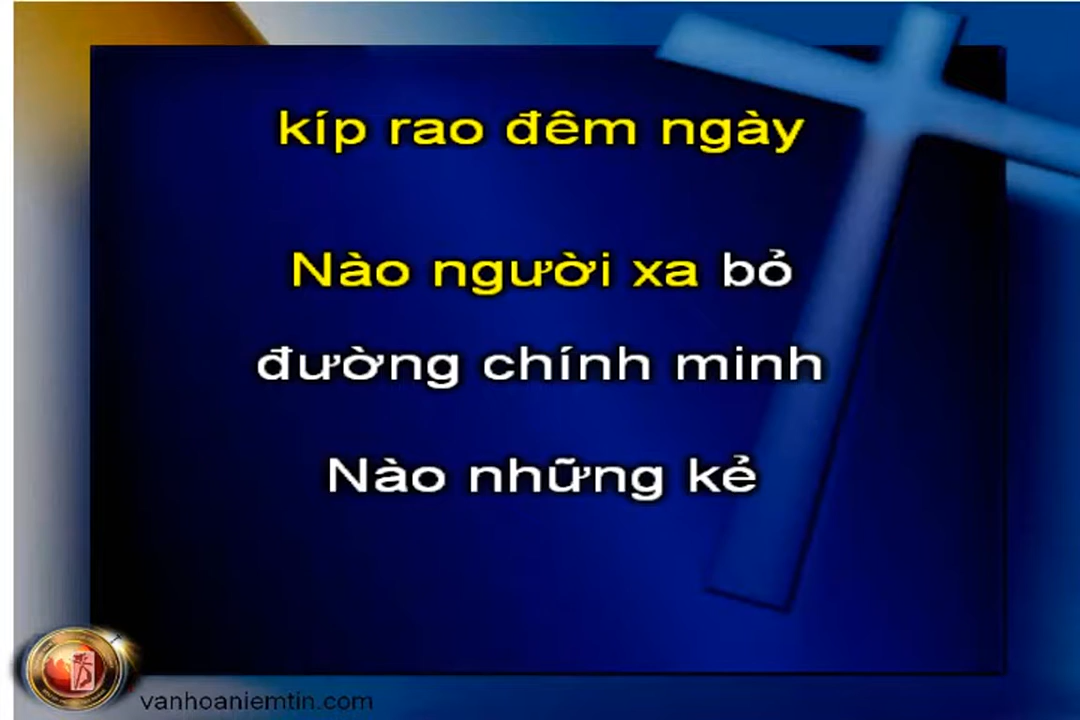 kíp rao đêm ngày
Nào người xa bỏ
đường chính minh
Nào những kẻ
vanhoaniemtin.com